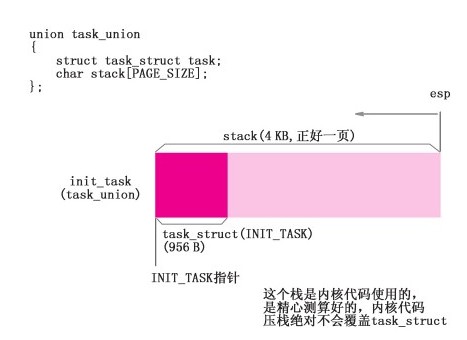 union task_union
{
struct task_struct task;
char stack[PAGE_SIZE];
};
esp
stack(4 KB,正好一页)
init_task
(task_union)
task_struct(INIT_TASK)
(956 B)
INIT_TASK指针
这个栈是内核代码使用的,
是精心测算好的, 内核代码
压栈绝对不会覆盖task_struct